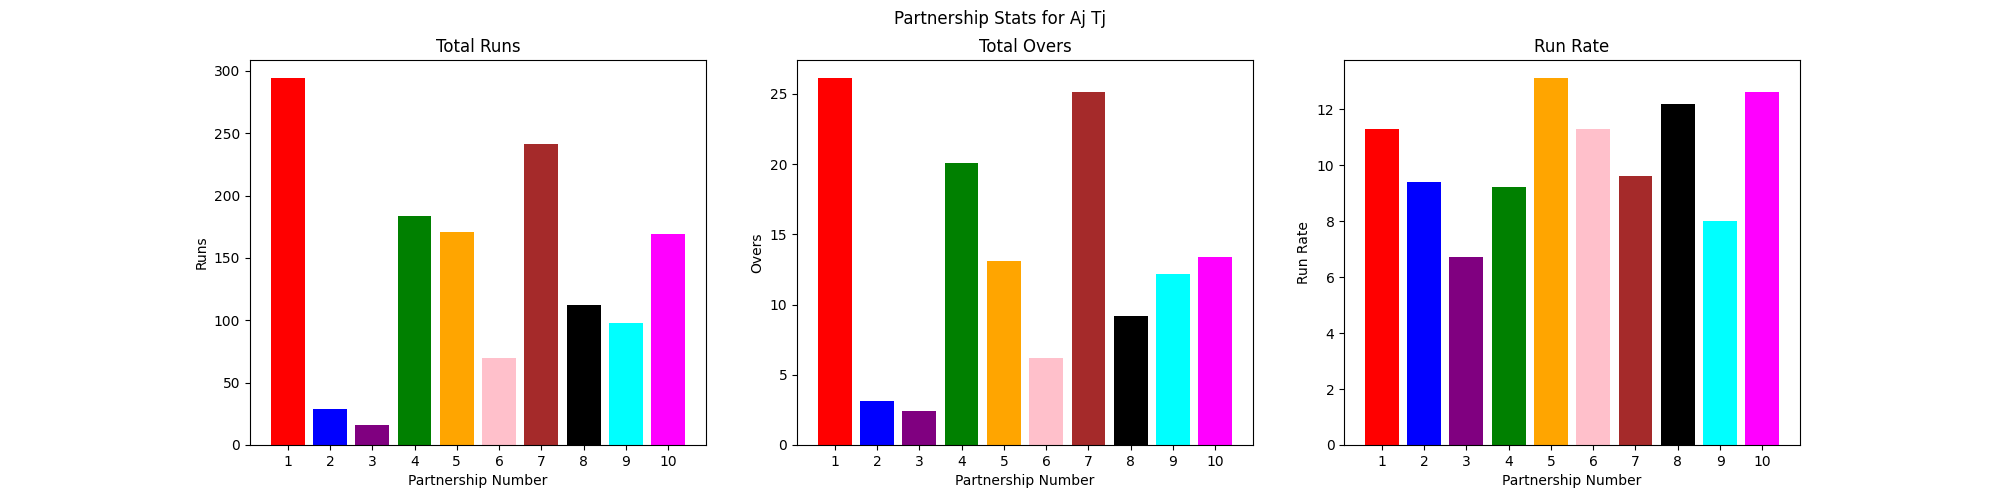 Partnership Stats for Aj Tj
Total Runs
Runs
300
250
200
150
100
50
0
1 2 3 4 5 6 7 8 9 10
Partnership Number
Total Overs
Overs
25
20
15
10
5
0
1 2 3 4 5 6 7 8 9 10
Partnership Number
Run Rate
Run Rate
12
10
8
6
4
2
0
1 2 3 4 5 6 7 8 9 10
Partnership Number